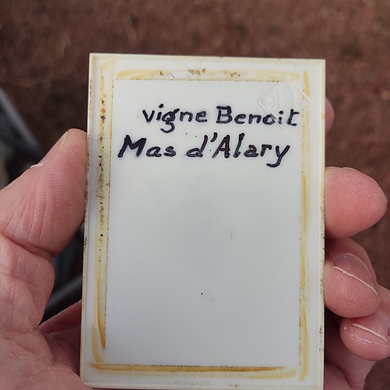 vigne Benoit
Mas d'Alary